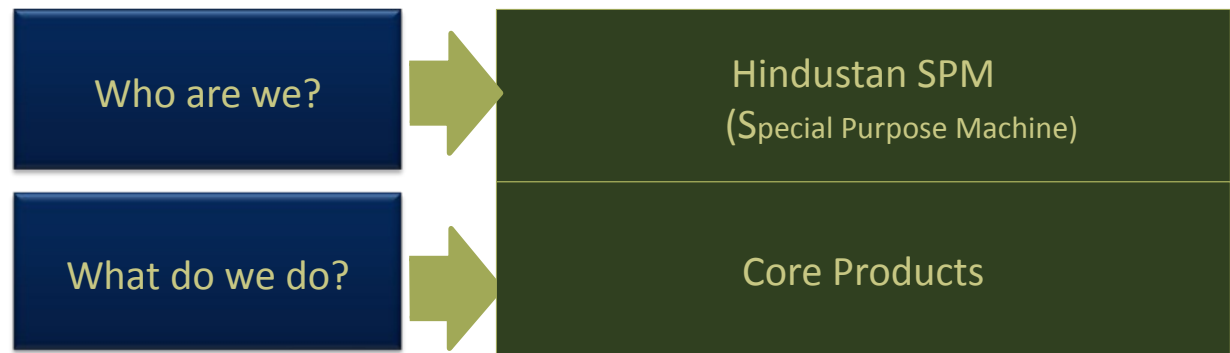 Who are we?
Hindustan SPM
(Special Purpose Machine)
What do we do?
Core Products